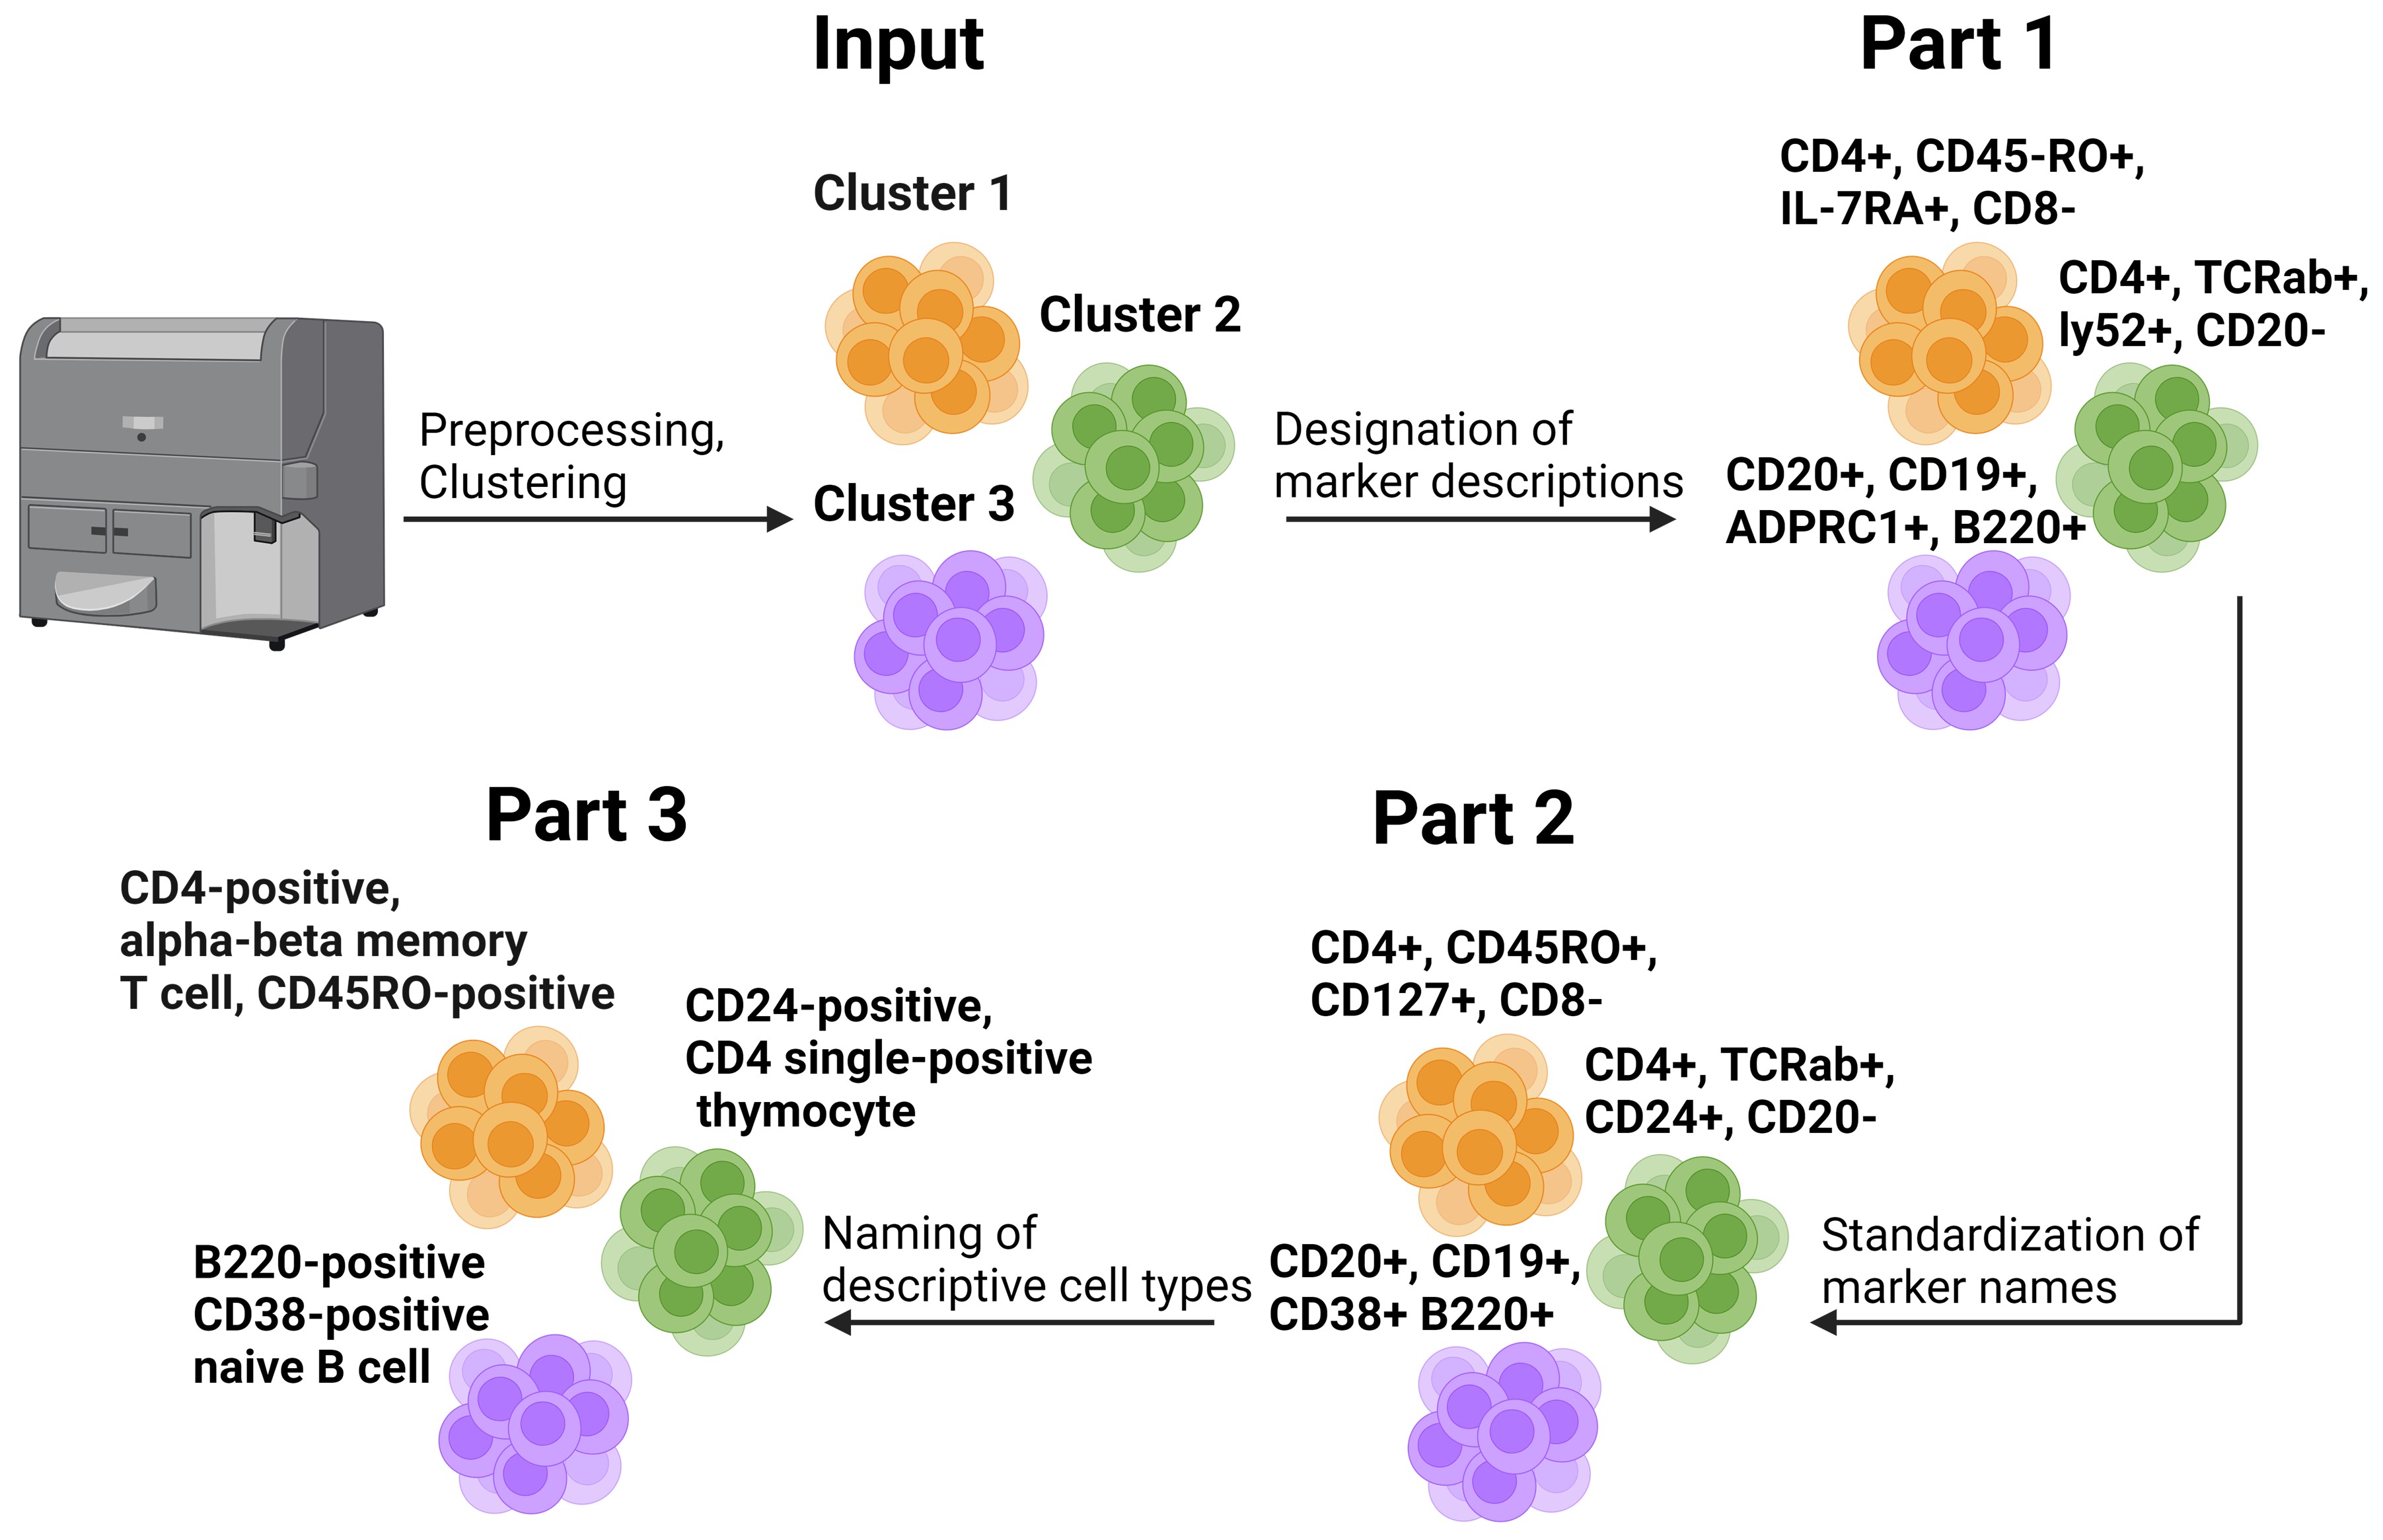 Input
Part 1
Cluster 1
Cluster 2
Cluster 3
Preprocessing,
Clustering
Designation of
marker descriptions
CD4+, CD45-RO+,
IL-7RA+, CD8-
CD4+, TCRab+,
ly52+, CD20-
CD20+, CD19+,
ADPRC1+, B220+
Standardization of
marker names
Part 2
CD4+, CD45RO+,
CD127+, CD8-
CD4+, TCRab+,
CD24+, CD20-
CD20+, CD19+,
CD38+ B220+
Naming of
descriptive cell types
Part 3
CD4-positive,
alpha-beta memory
T cell, CD45RO-positive
CD24-positive,
CD4 single-positive
thymocyte
B220-positive
CD38-positive
naive B cell